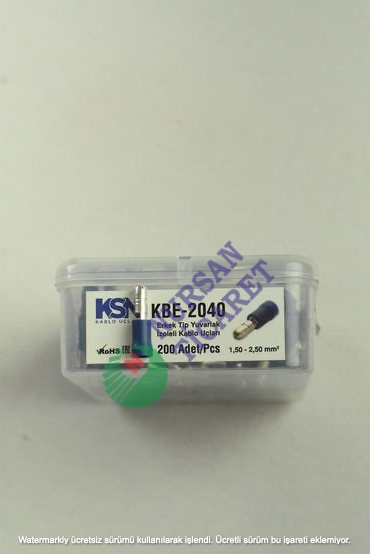 KSN
KABLO UÇLARI
KBE-2040
Erkek Tip Yuvarlak
İzoleli Kablo Uçları
RoHS EAC
200 Adet/Pcs
1,50 - 2,50 mm²
TİCARET
Watermarkly ücretsiz sürümü kullanılarak işlendi. Ücretli sürüm bu işareti eklemiyor.